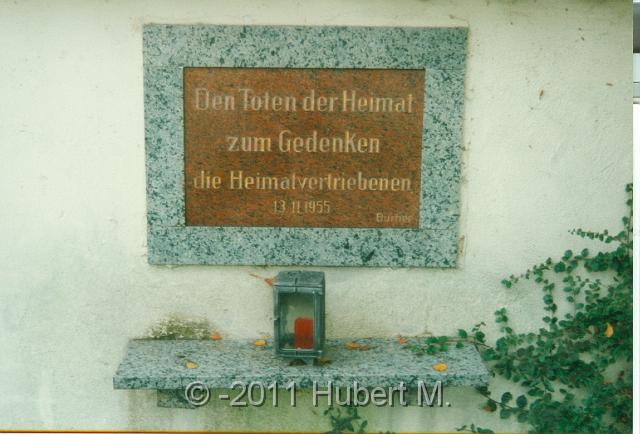 Den Toten der Heimat
zum Gedenken
die Heimatvertriebenen
13.11.1955
© -2011 Hubert M.